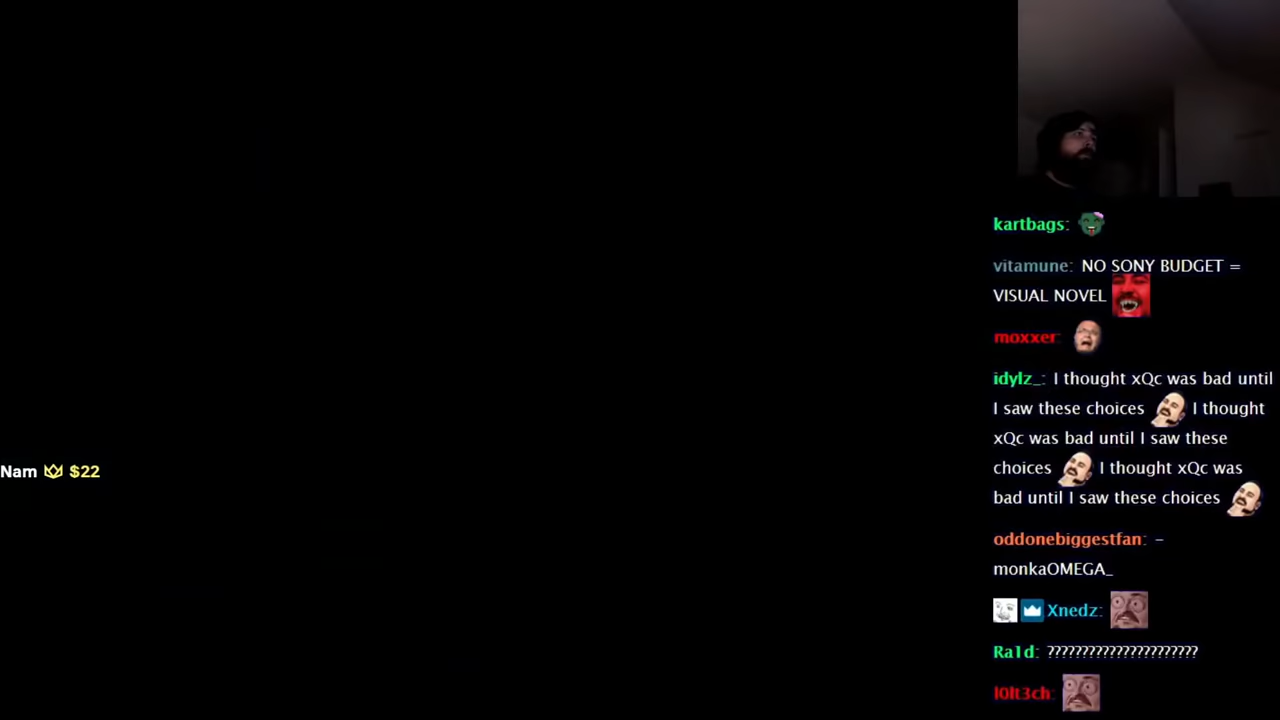 kartbags:
vitamune: NO SONY BUDGET =
VISUAL NOVEL
moxxer:
idylz_: I thought xQc was bad until
I saw these choices I thought
xQc was bad until I saw these
choices I thought xQc was
bad until I saw these choices
Nam $22
oddonebiggestfan: -
monkaOMEGA_
Xnedz:
Ra1d: ??????????????????????
l0lt3ch: